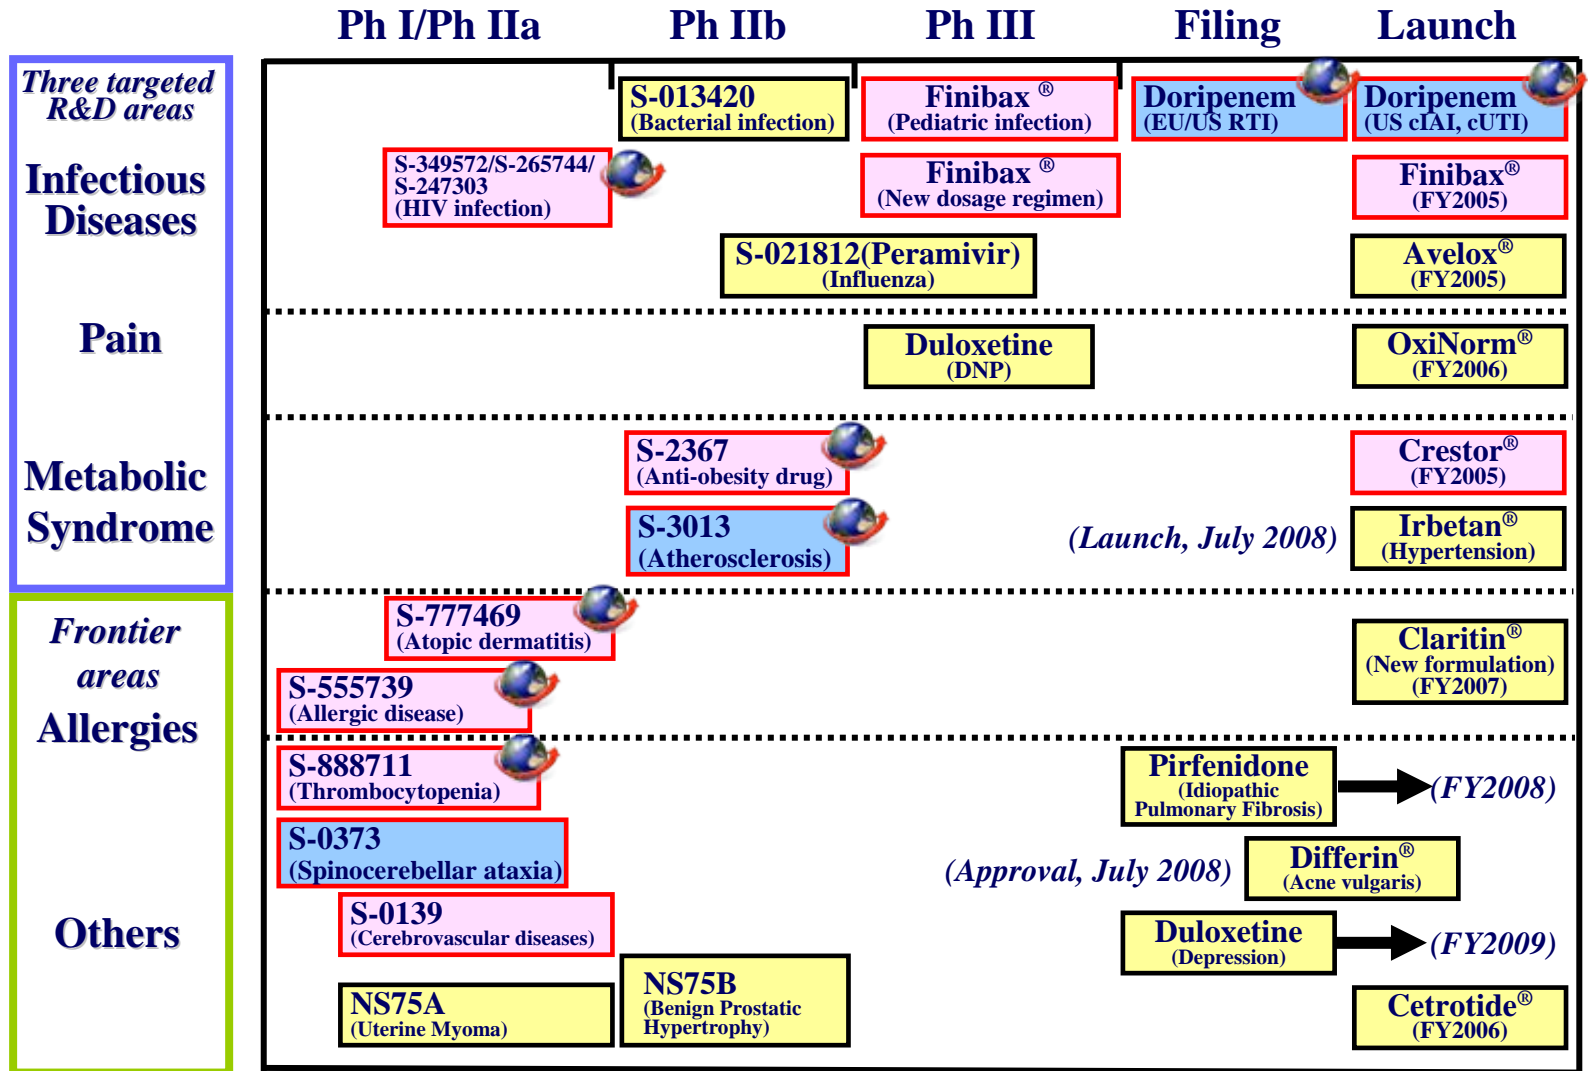 Ph I/Ph IIa
Ph IIb
Ph III
Filing
Launch
Three targeted
R&D areas
Infectious
Diseases
S-013420
(Bacterial infection)
Finibax ®
(Pediatric infection)
Doripenem
(EU/US RTI)
Doripenem
(US cIAI, cUTI)
S-349572/S-265744/
S-247303
(HIV infection)
Finibax ®
(New dosage regimen)
Finibax®
(FY2005)
S-021812(Peramivir)
(Influenza)
Avelox®
(FY2005)
Pain
Duloxetine
(DNP)
OxiNorm®
(FY2006)
Metabolic
Syndrome
S-2367
(Anti-obesity drug)
Crestor®
(FY2005)
S-3013
(Atherosclerosis)
(Launch, July 2008)
Irbetan®
(Hypertension)
Frontier
areas
Allergies
S-777469
(Atopic dermatitis)
Claritin®
(New formulation)
(FY2007)
S-555739
(Allergic disease)
Others
S-888711
(Thrombocytopenia)
Pirfenidone
(Idiopathic
Pulmonary Fibrosis)
(FY2008)
S-0373
(Spinocerebellar ataxia)
(Approval, July 2008)
Differin®
(Acne vulgaris)
S-0139
(Cerebrovascular diseases)
Duloxetine
(Depression)
(FY2009)
NS75A
(Uterine Myoma)
NS75B
(Benign Prostatic
Hypertrophy)
Cetrotide®
(FY2006)